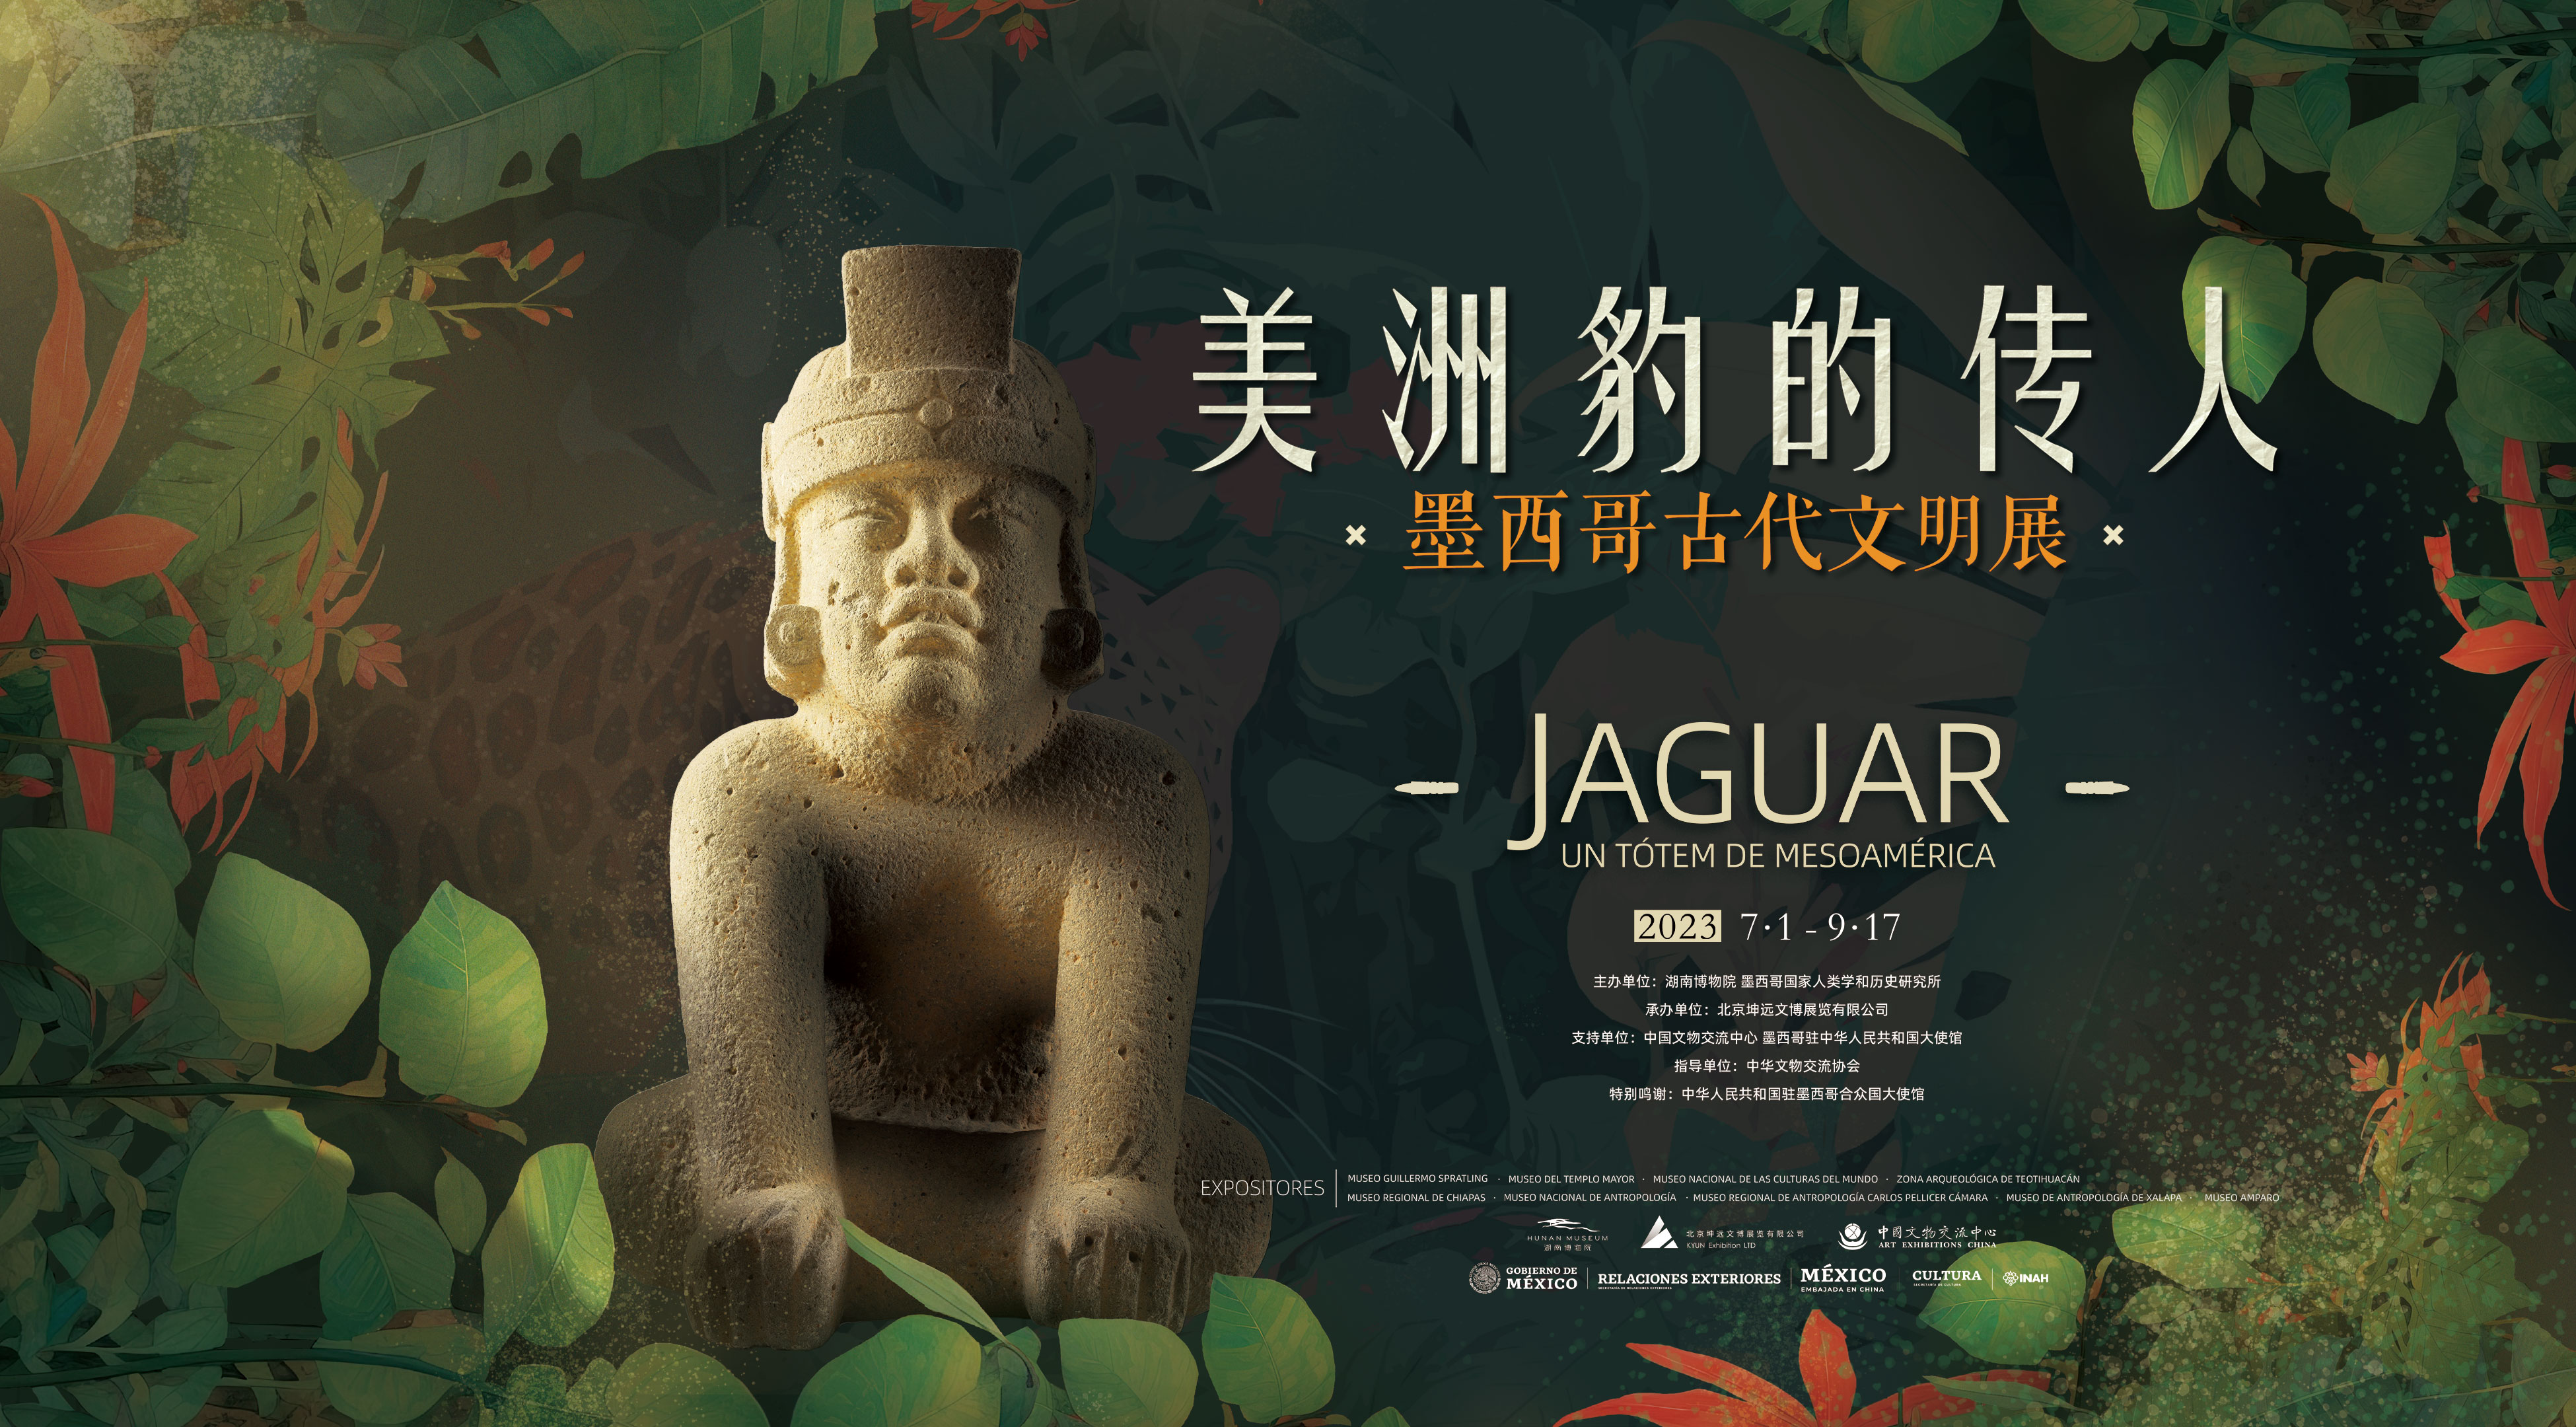 美洲豹的传人
×墨西哥古代文明展×
JAGUAR
UN TÓTEM DE MESOAMÉRICA
2023 7·1 - 9·17
主办单位：湖南博物院 墨西哥国家人类学和历史研究所
承办单位：北京坤远文博展览有限公司
支持单位：中国文物交流中心 墨西哥驻中华人民共和国大使馆
指导单位：中华文物交流协会
特别鸣谢：中华人民共和国驻墨西哥合众国大使馆
EXPOSITORES
MUSEO GUILLERMO SPRATLING · MUSEO DEL TEMPLO MAYOR · MUSEO NACIONAL DE LAS CULTURAS DEL MUNDO · ZONA ARQUEOLÓGICA DE TEOTIHUACÁN
MUSEO REGIONAL DE CHIAPAS · MUSEO NACIONAL DE ANTROPOLOGÍA · MUSEO REGIONAL DE ANTROPOLOGÍA CARLOS PELLICER CÁMARA · MUSEO DE ANTROPOLOGÍA DE XALAPA · MUSEO AMPARO
HUNAN MUSEUM
湖南博物院
北京坤远文博展览有限公司
KYUN Exhibition LTD
中國文物交流中心
ART EXHIBITIONS CHINA
GOBIERNO DE
MÉXICO
RELACIONES EXTERIORES
SECRETARÍA DE RELACIONES EXTERIORES
MÉXICO
EMBAJADA EN CHINA
CULTURA
SECRETARÍA DE CULTURA
INAH